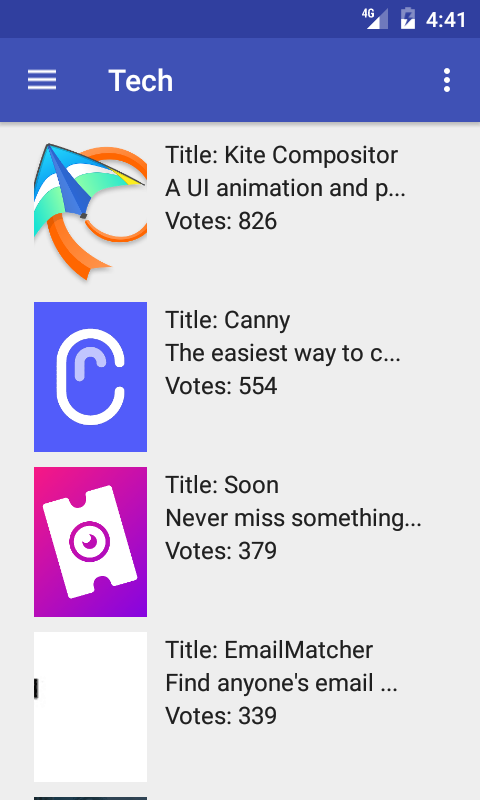 4G 4:41
Tech
Title: Kite Compositor
A UI animation and p...
Votes: 826
Title: Canny
The easiest way to c...
Votes: 554
Title: Soon
Never miss something...
Votes: 379
Title: EmailMatcher
Find anyone's email ...
Votes: 339